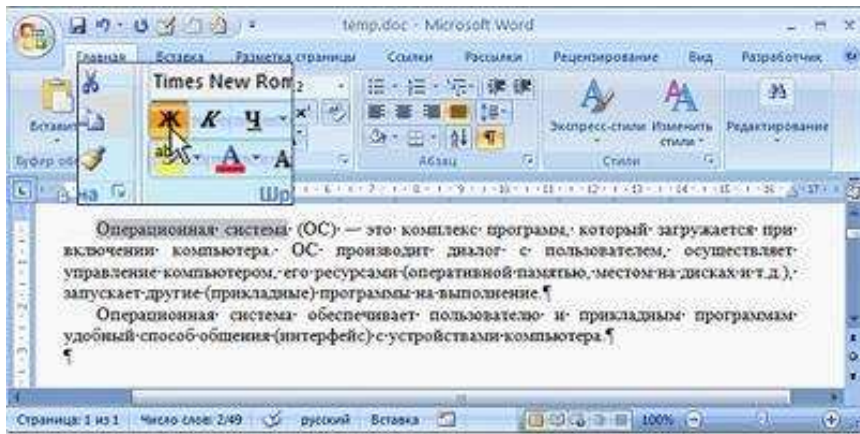 temp.doc - Microsoft Word
Главная Вставка Разметка страницы Ссылки Рассылки Рецензирование Вид Разработчик
Times New Rom
Ж К Ч
Вставить
Экспресс-стили Изменить стили Редактирование
Абзац Стили
Шр
Операционная система (ОС) — это комплекс программ, который загружается при
включении компьютера. ОС производит диалог с пользователем, осуществляет
управление компьютером, его ресурсами (оперативной памятью, местом на дисках и т.д.),
запускает другие (прикладные) программы на выполнение.¶
Операционная система обеспечивает пользователю и прикладным программам
удобный способ общения (интерфейс) с устройствами компьютера.¶
¶
Страница: 1 из 1 Число слов: 2/49 русский Вставка 100%